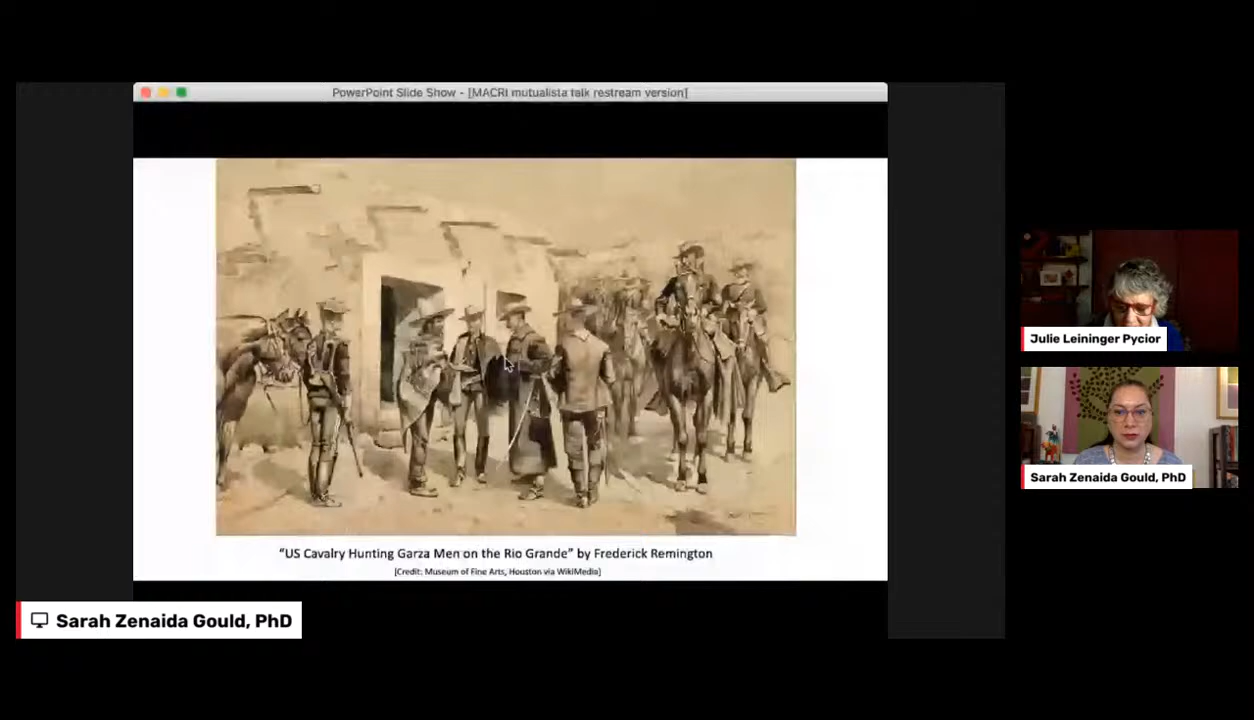 PowerPoint Slide Show - [MACRI mutualista talk restream version]
“US Cavalry Hunting Garza Men on the Rio Grande” by Frederick Remington
[Credit: Museum of Fine Arts, Houston via WikiMedia]
Julie Leininger Pycior
Sarah Zenaida Gould, PhD
Sarah Zenaida Gould, PhD